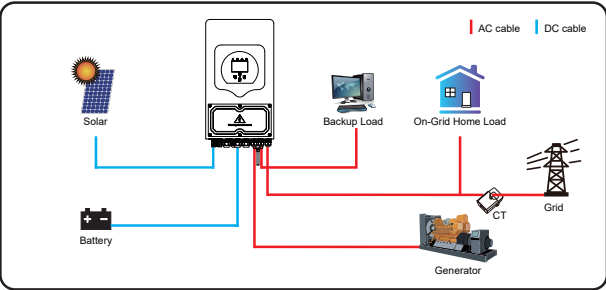 AC cable
DC cable
Solar
Backup Load
On-Grid Home Load
CT
Grid
Battery
Generator